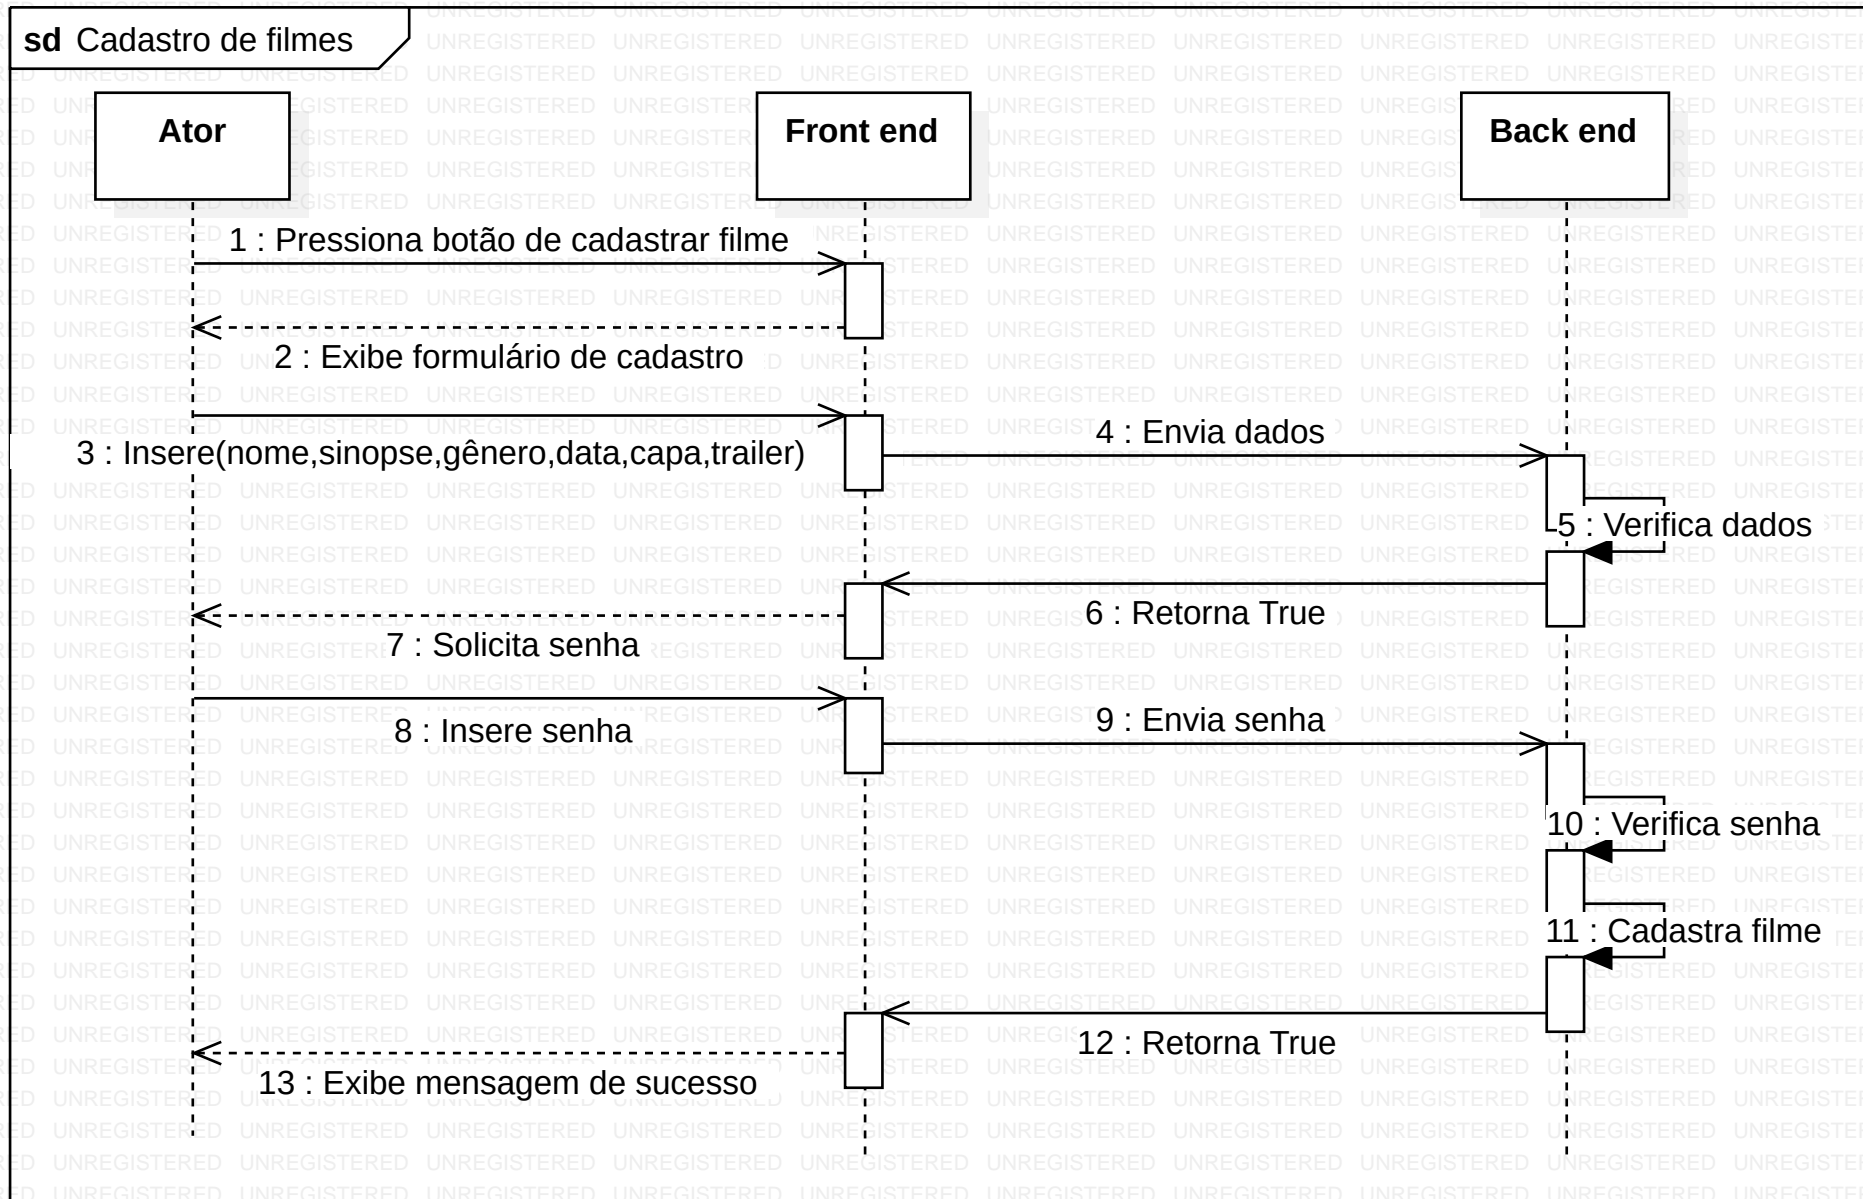 sd Cadastro de filmes
Ator
Front end
Back end
1 : Pressiona botão de cadastrar filme
2 : Exibe formulário de cadastro
3 : Insere(nome,sinopse,gênero,data,capa,trailer)
4 : Envia dados
5 : Verifica dados
6 : Retorna True
7 : Solicita senha
8 : Insere senha
9 : Envia senha
10 : Verifica senha
11 : Cadastra filme
12 : Retorna True
13 : Exibe mensagem de sucesso
UNREGISTERED